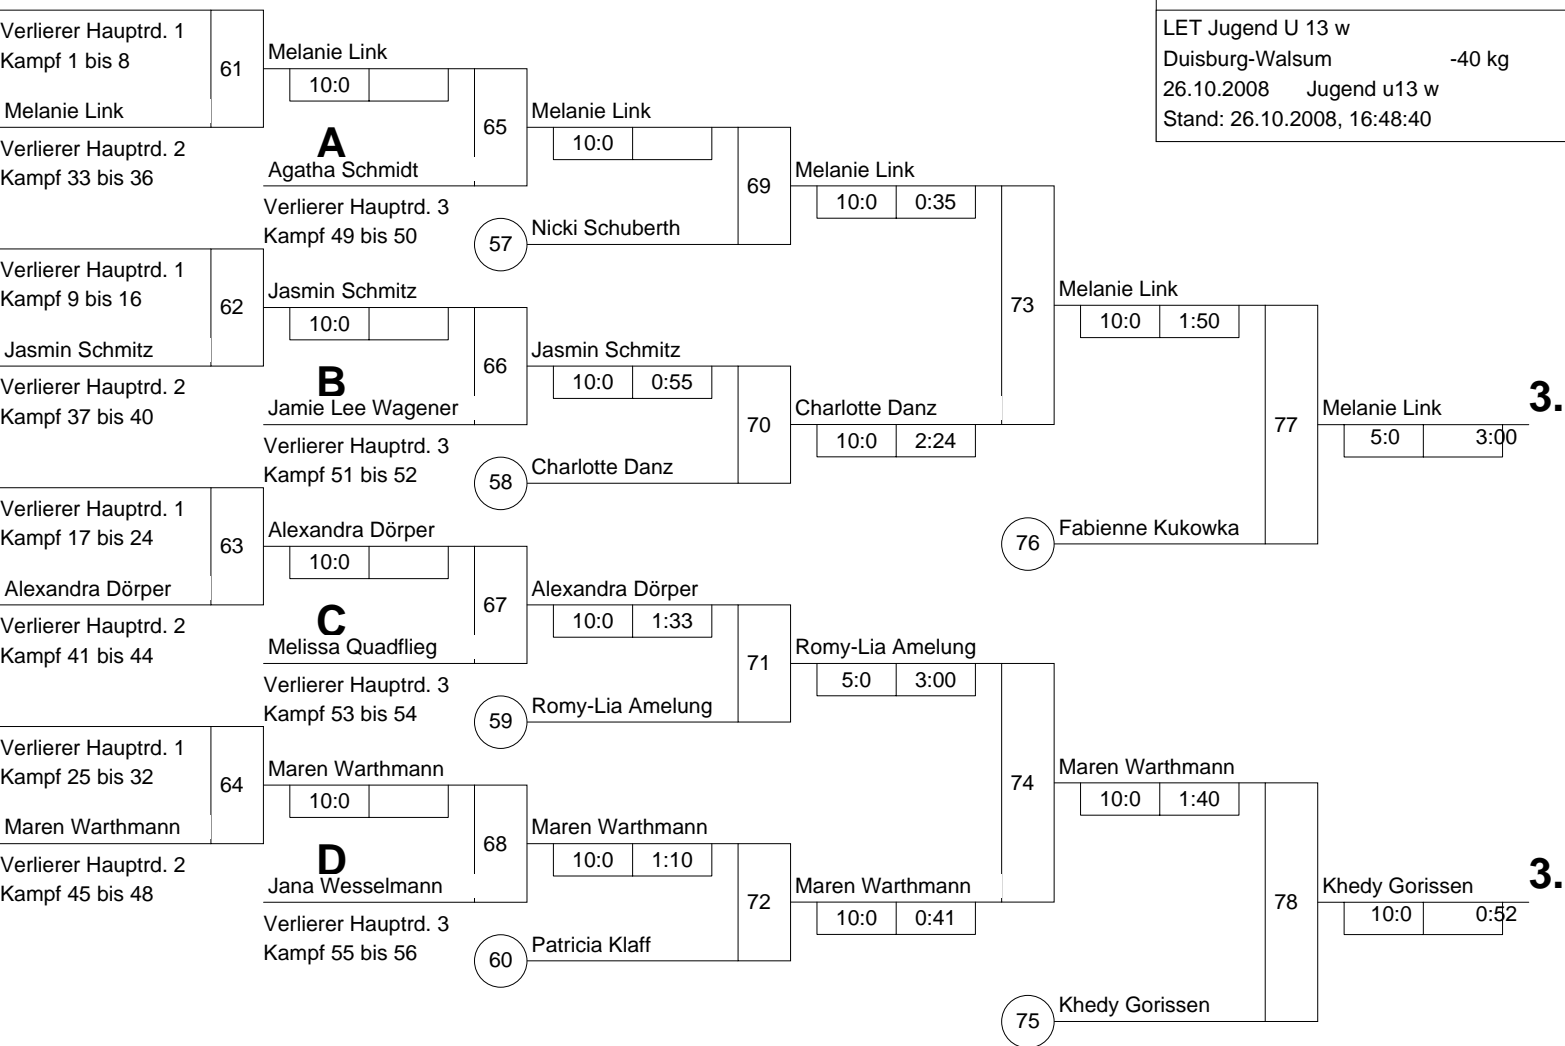 LET Jugend U 13 w
Duisburg-Walsum -40 kg
26.10.2008 Jugend u13 w
Stand: 26.10.2008, 16:48:40
Verlierer Hauptrd. 1
Kampf 1 bis 8
61
Melanie Link
Verlierer Hauptrd. 2
Kampf 33 bis 36
Verlierer Hauptrd. 1
Kampf 9 bis 16
62
Jasmin Schmitz
Verlierer Hauptrd. 2
Kampf 37 bis 40
Verlierer Hauptrd. 1
Kampf 17 bis 24
63
Alexandra Dörper
Verlierer Hauptrd. 2
Kampf 41 bis 44
Verlierer Hauptrd. 1
Kampf 25 bis 32
64
Maren Warthmann
Verlierer Hauptrd. 2
Kampf 45 bis 48
Melanie Link
10:0
A
65
Agatha Schmidt
Verlierer Hauptrd. 3
Kampf 49 bis 50
Jasmin Schmitz
10:0
B
66
Jamie Lee Wagener
Verlierer Hauptrd. 3
Kampf 51 bis 52
Alexandra Dörper
10:0
C
67
Melissa Quadflieg
Verlierer Hauptrd. 3
Kampf 53 bis 54
Maren Warthmann
10:0
D
68
Jana Wesselmann
Verlierer Hauptrd. 3
Kampf 55 bis 56
Melanie Link
10:0
69
57 Nicki Schuberth
Jasmin Schmitz
10:0 0:55
70
58 Charlotte Danz
Alexandra Dörper
10:0 1:33
71
59 Romy-Lia Amelung
Maren Warthmann
10:0 1:10
72
60 Patricia Klaff
Melanie Link
10:0 0:35
73
Charlotte Danz
10:0 2:24
Romy-Lia Amelung
5:0 3:00
74
Maren Warthmann
10:0 0:41
Melanie Link
10:0 1:50
77
76 Fabienne Kukowka
Maren Warthmann
10:0 1:40
78
75 Khedy Gorissen
Melanie Link 3.
5:0 3:00
Khedy Gorissen 3.
10:0 0:52